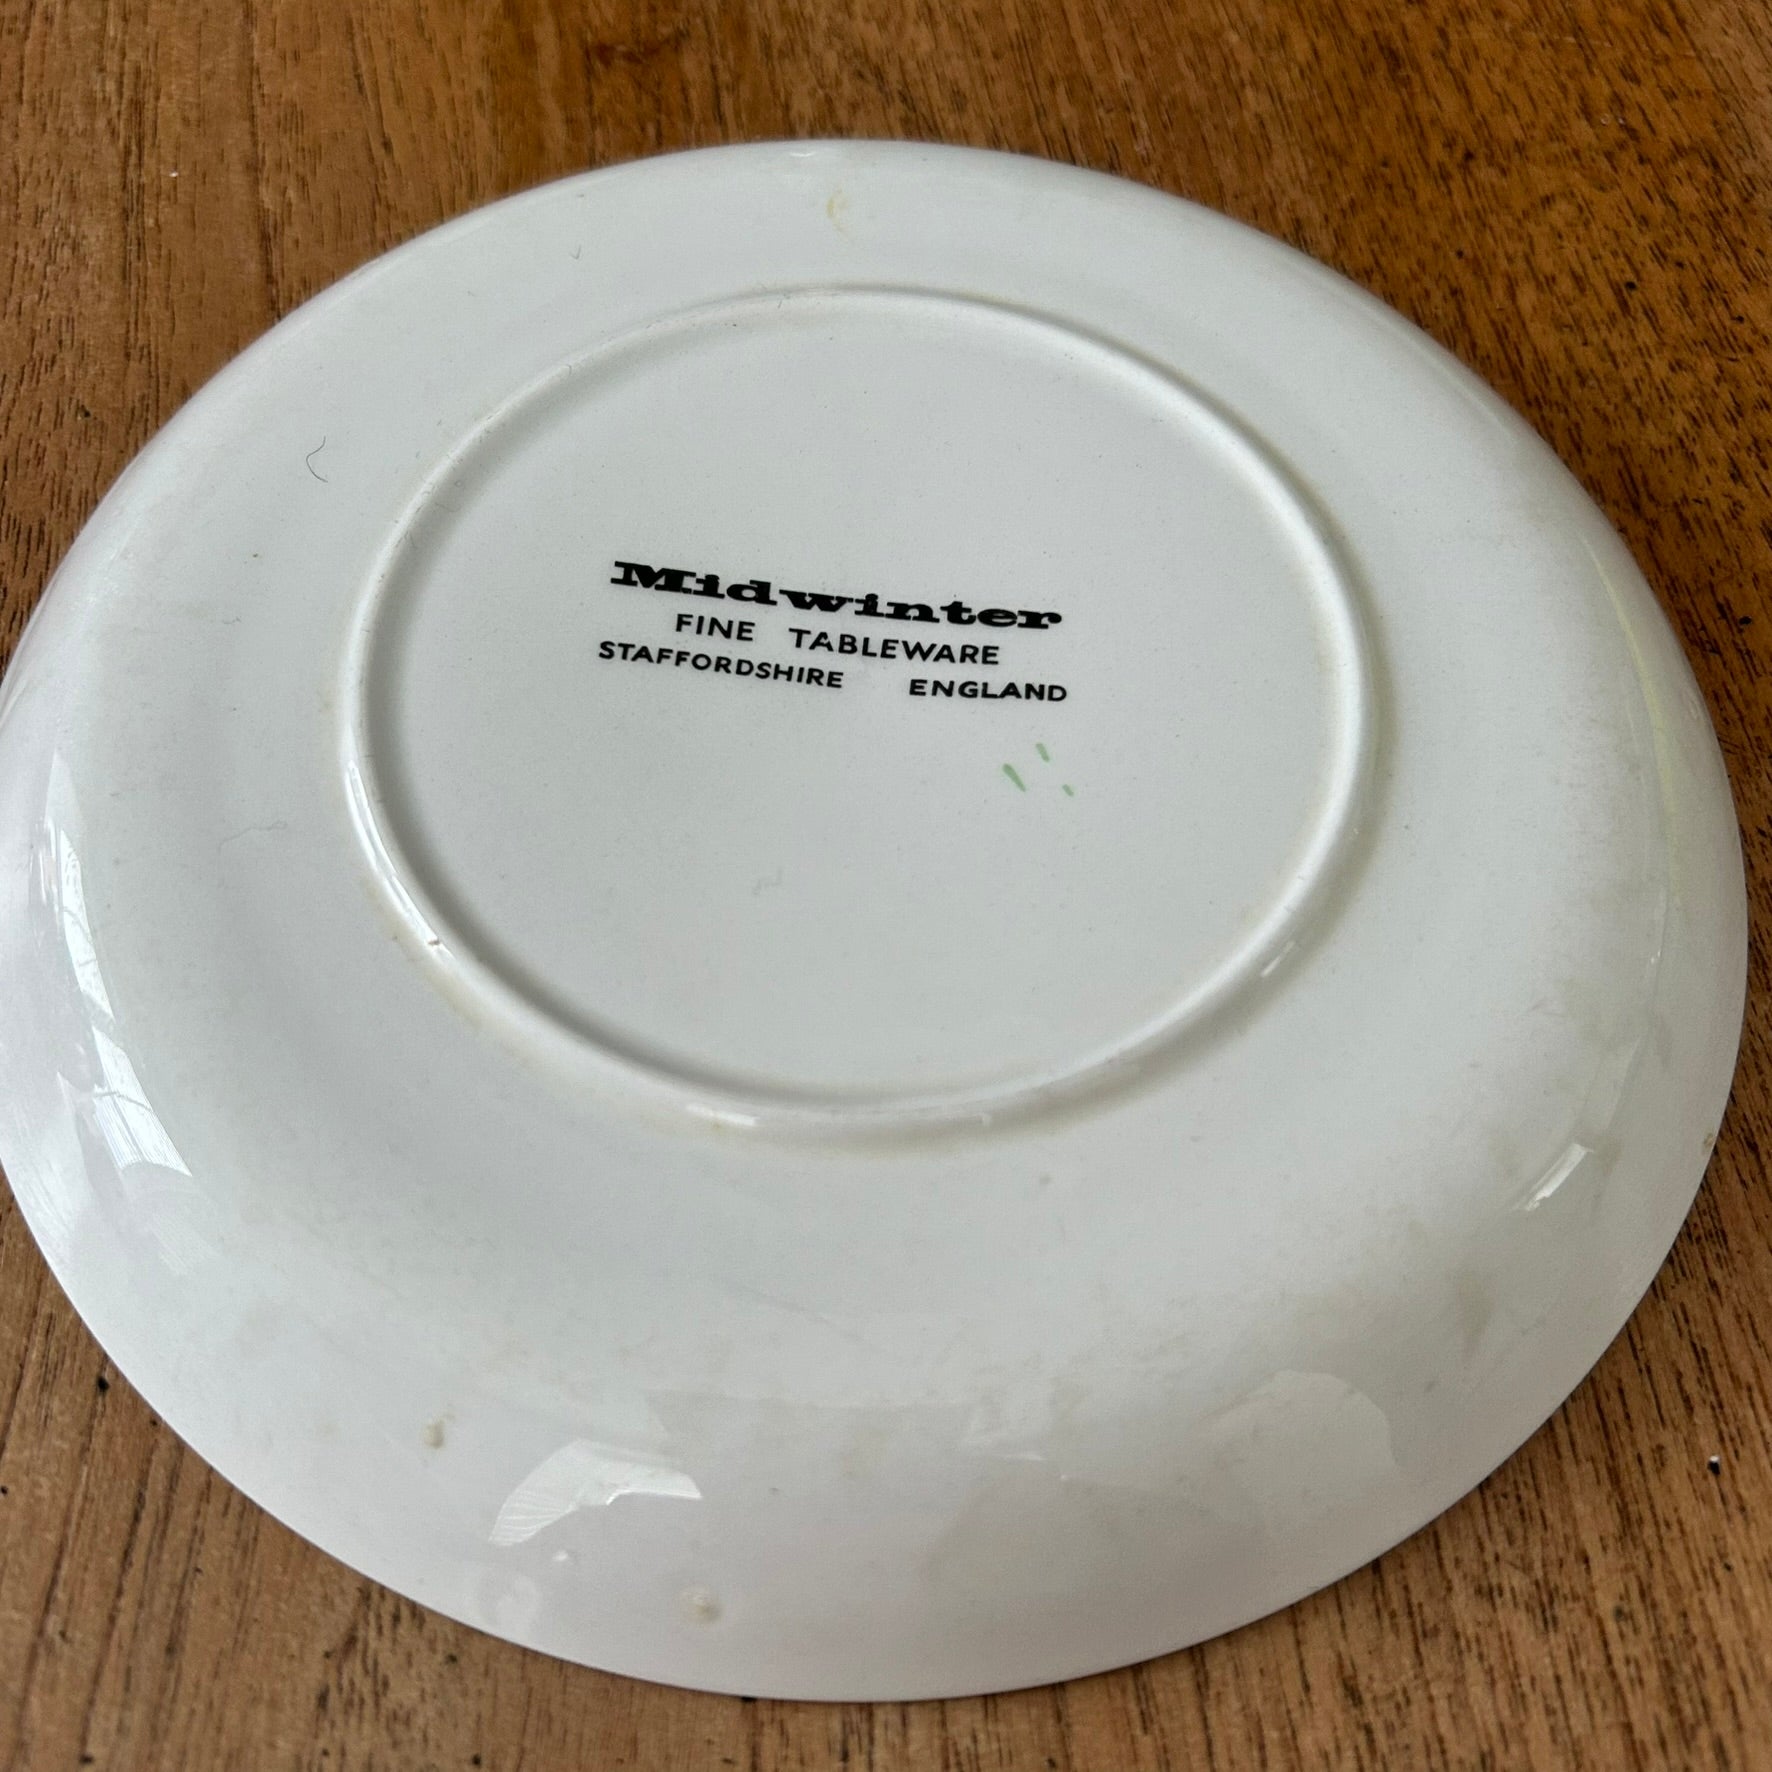 Midwinter
FINE TABLEWARE
STAFFORDSHIRE ENGLAND